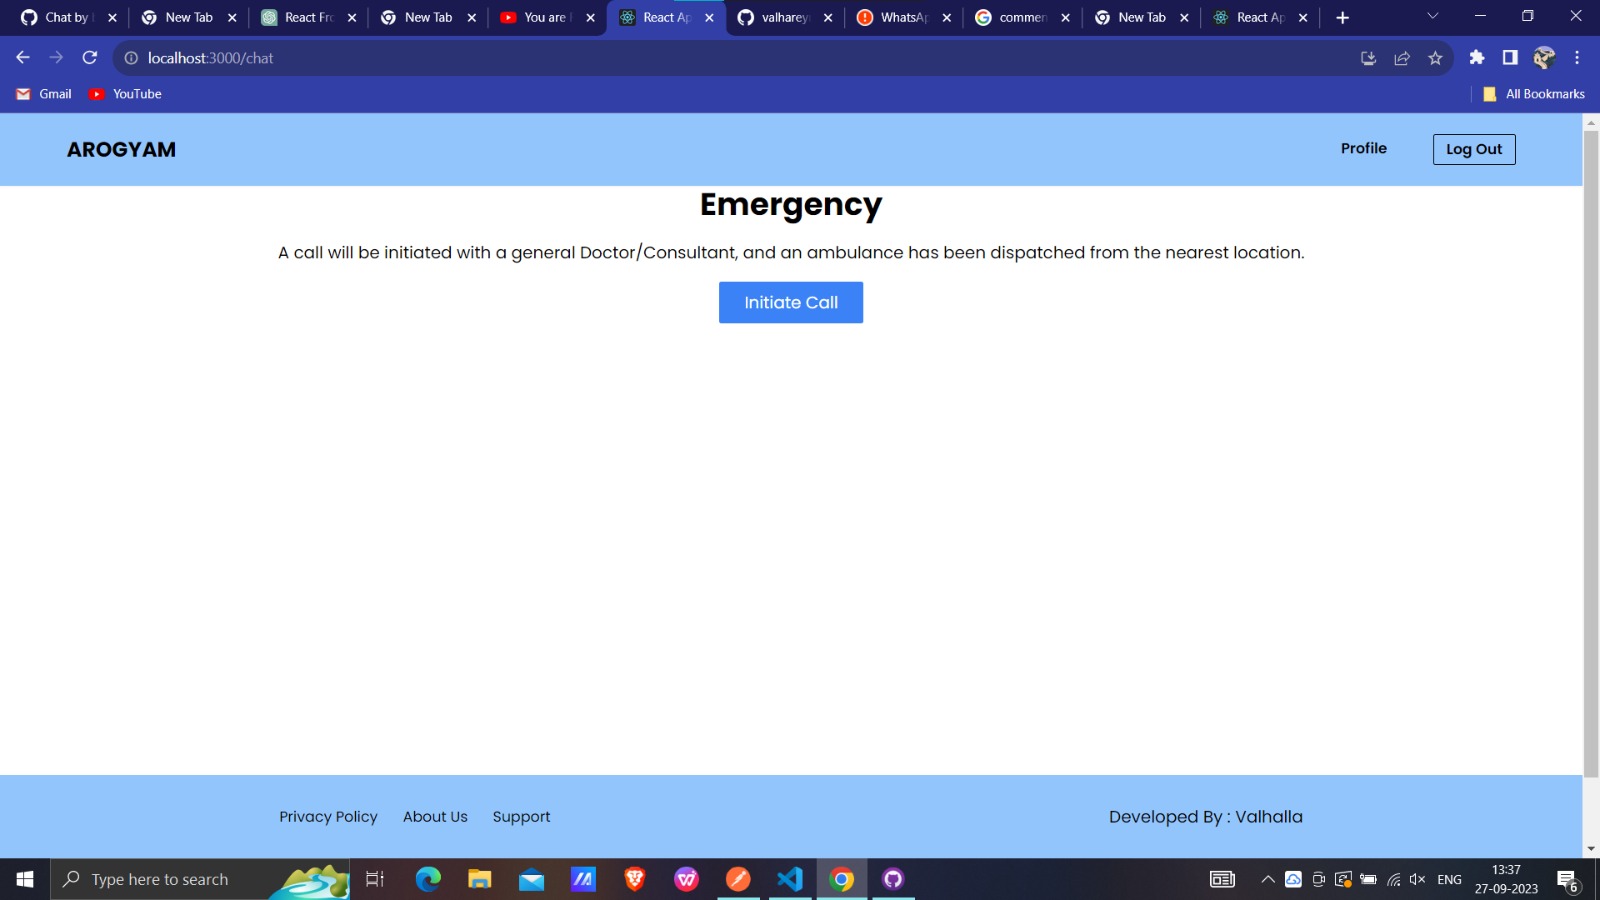 Chat by
New Tab
React Fro
New Tab
You are
React Ap
valharey
WhatsAp
commen
New Tab
React Ap
localhost:3000/chat
Gmail
YouTube
All Bookmarks
AROGYAM
Profile
Log Out
Emergency
A call will be initiated with a general Doctor/Consultant, and an ambulance has been dispatched from the nearest location.
Initiate Call
Privacy Policy
About Us
Support
Developed By : Valhalla
Type here to search
ENG
13:37
27-09-2023
6